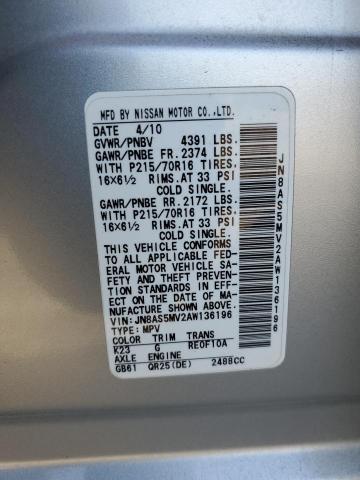 MFD BY NISSAN MOTOR CO.,LTD.
DATE 4/10
GVWR/PNBV 4391 LBS.
GAWR/PNBE FR. 2374 LBS.
WITH P215/70R16 TIRES,
16X6½ RIMS.AT 33 PSI
COLD SINGLE.
GAWR/PNBE RR. 2172 LBS.
WITH P215/70R16 TIRES,
16X6½ RIMS.AT 33 PSI
COLD SINGLE.
THIS VEHICLE CONFORMS
TO ALL APPLICABLE FED-
ERAL MOTOR VEHICLE SA-
FETY AND THEFT PREVENT-
ION STANDARDS IN EFF-
ECT ON THE DATE OF MA-
NUFACTURE SHOWN ABOVE.
VIN: JN8AS5MV2AW136196
TYPE: MPV
COLOR TRIM TRANS
K23 G RE0F10A
AXLE ENGINE
GB61 QR25(DE) 2488CC
JN8AS5MV2AW136196